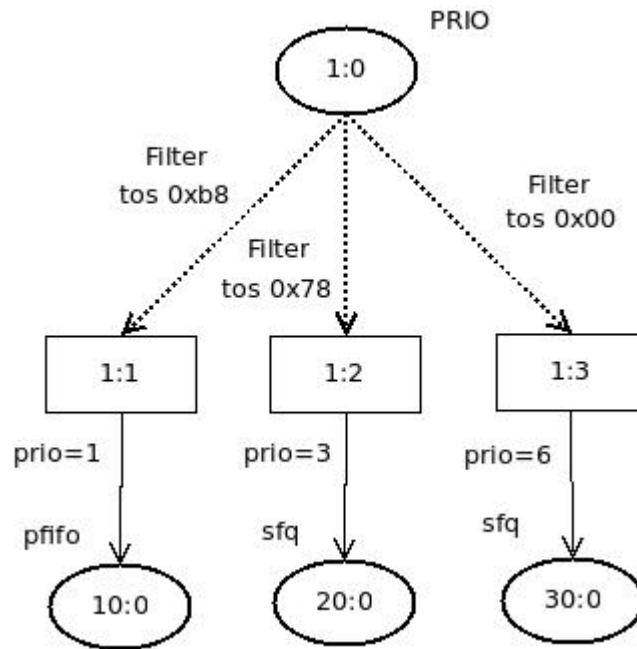 PRIO
1:0
Filter
tos 0xb8
Filter
tos 0x78
Filter
tos 0x00
1:1
1:2
1:3
prio=1
prio=3
prio=6
pfifo
sfq
sfq
10:0
20:0
30:0